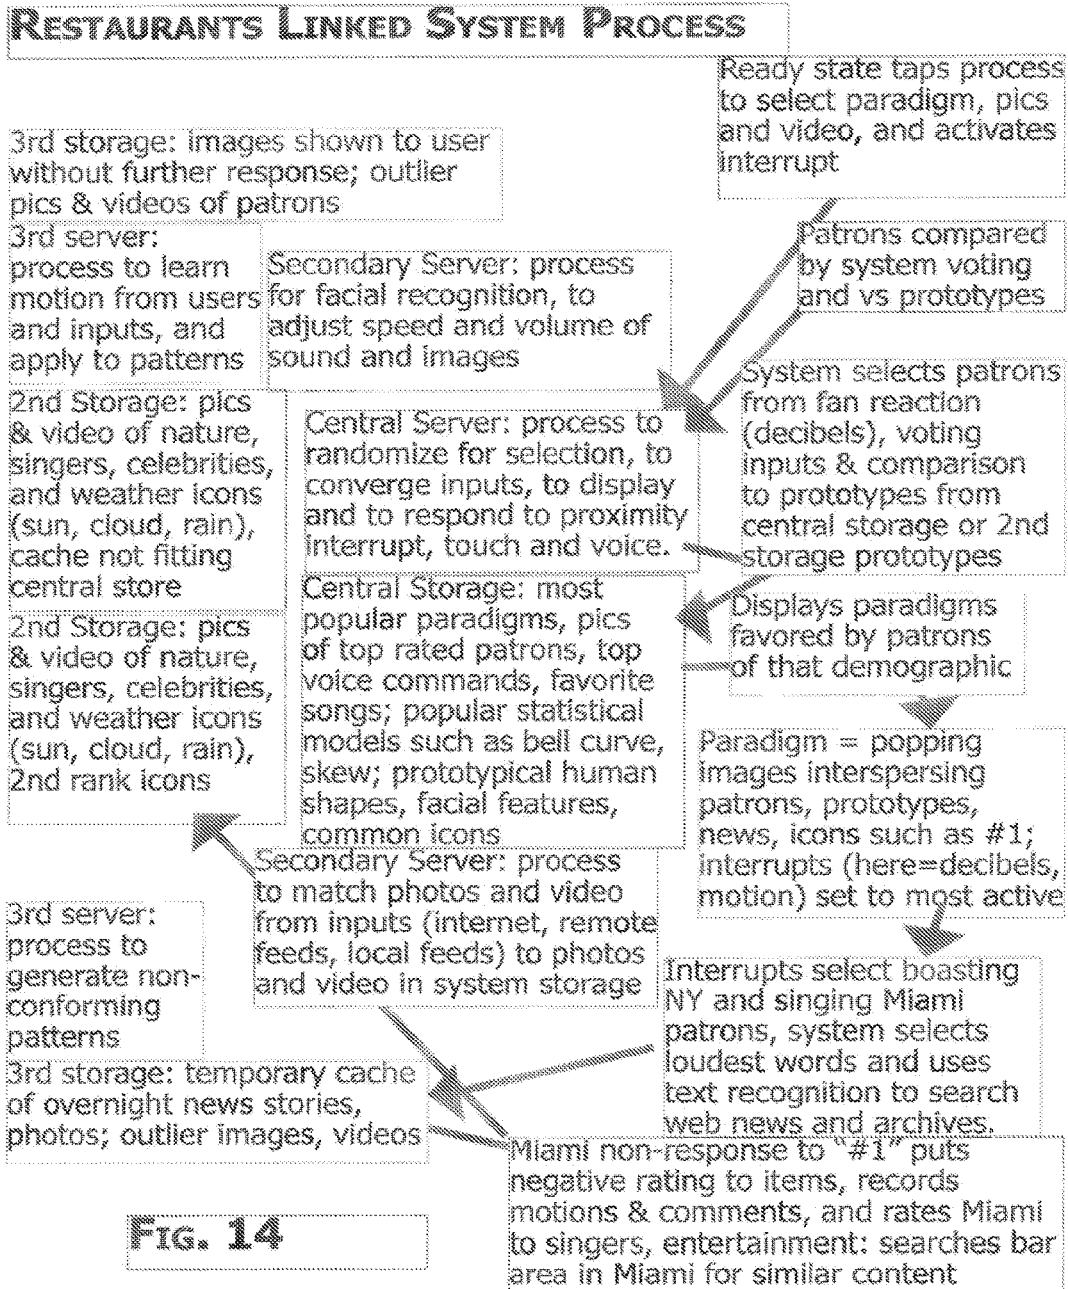 RESTAURANTS LINKED SYSTEM PROCESS
Ready state taps process
to select paradigm, pics
and video, and activates
interrupt
3rd storage: images shown to user
without further response; outlier
pics & videos of patrons
3rd server:
process to learn
motion from users
and inputs, and
apply to patterns
Secondary Server: process
for facial recognition, to
adjust speed and volume of
sound and images
Patrons compared
by system voting
and vs prototypes
2nd Storage: pics
& video of nature,
singers, celebrities,
and weather icons
(sun, cloud, rain),
cache not fitting
central store
Central Server: process to
randomize for selection, to
converge inputs, to display
and to respond to proximity
interrupt, touch and voice.
System selects patrons
from fan reaction
(decibels), voting
inputs & comparison
to prototypes from
central storage or 2nd
storage prototypes
2nd Storage: pics
& video of nature,
singers, celebrities,
and weather icons
(sun, cloud, rain),
2nd rank icons
Central Storage: most
popular paradigms, pics
of top rated patrons, top
voice commands, favorite
songs; popular statistical
models such as bell curve,
skew; prototypical human
shapes, facial features,
common icons
Displays paradigms
favored by patrons
of that demographic
Paradigm = popping
images interspersing
patrons, prototypes,
news, icons such as #1;
interrupts (here=decibels,
motion) set to most active
Secondary Server: process
to match photos and video
from inputs (internet, remote
feeds, local feeds) to photos
and video in system storage
3rd server:
process to
generate non-
conforming
patterns
Interrupts select boasting
NY and singing Miami
patrons, system selects
loudest words and uses
text recognition to search
web news and archives.
3rd storage: temporary cache
of overnight news stories,
photos; outlier images, videos
Miami non-response to "#1" puts
negative rating to items, records
motions & comments, and rates Miami
to singers, entertainment: searches bar
area in Miami for similar content
FIG. 14